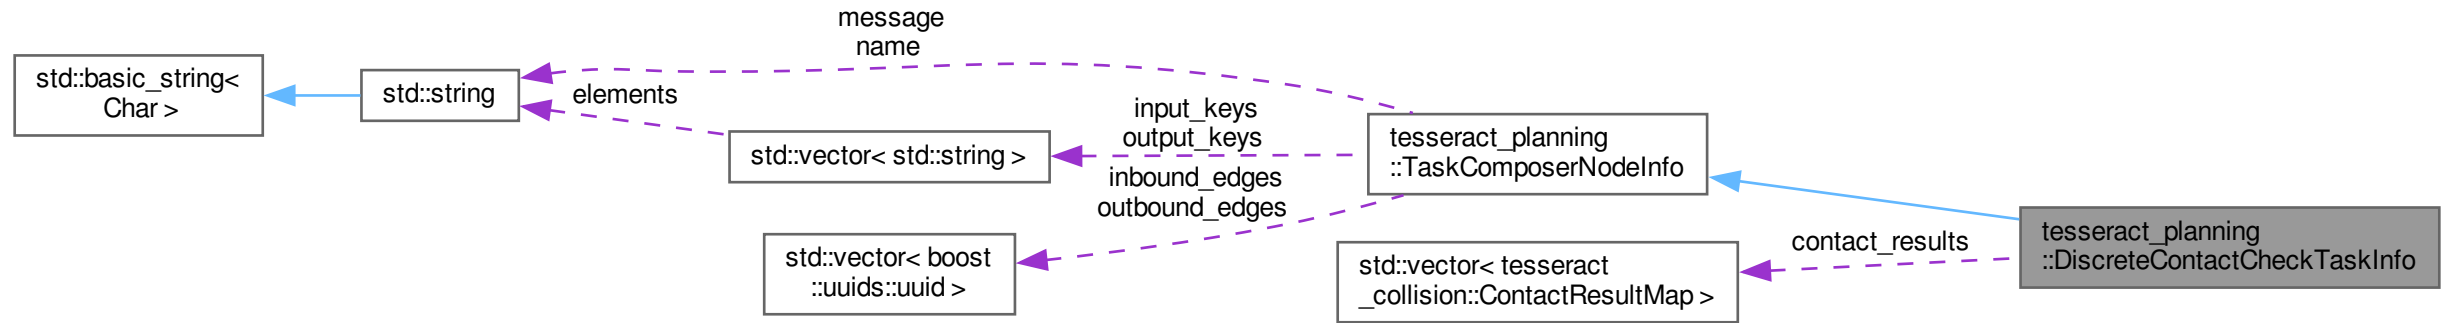 message
name
std::basic_string<
Char >
std::string
elements
input_keys
output_keys
std::vector< std::string >
tesseract_planning
::TaskComposerNodeInfo
inbound_edges
outbound_edges
std::vector< boost
::uuids::uuid >
contact_results
std::vector< tesseract
_collision::ContactResultMap >
tesseract_planning
::DiscreteContactCheckTaskInfo